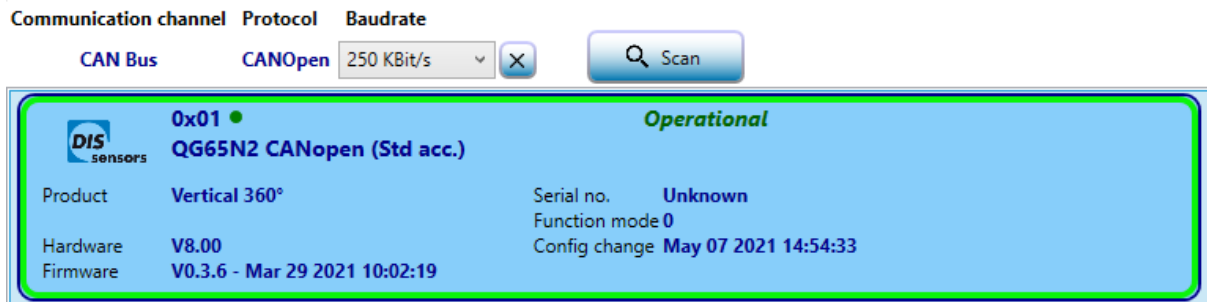 Communication channel Protocol Baudrate
CAN Bus CANOpen 250 KBit/s Scan
0x01 Operational
DIS sensors
QG65N2 CANopen (Std acc.)
Product Vertical 360° Serial no. Unknown
Function mode 0
Hardware V8.00 Config change May 07 2021 14:54:33
Firmware V0.3.6 - Mar 29 2021 10:02:19